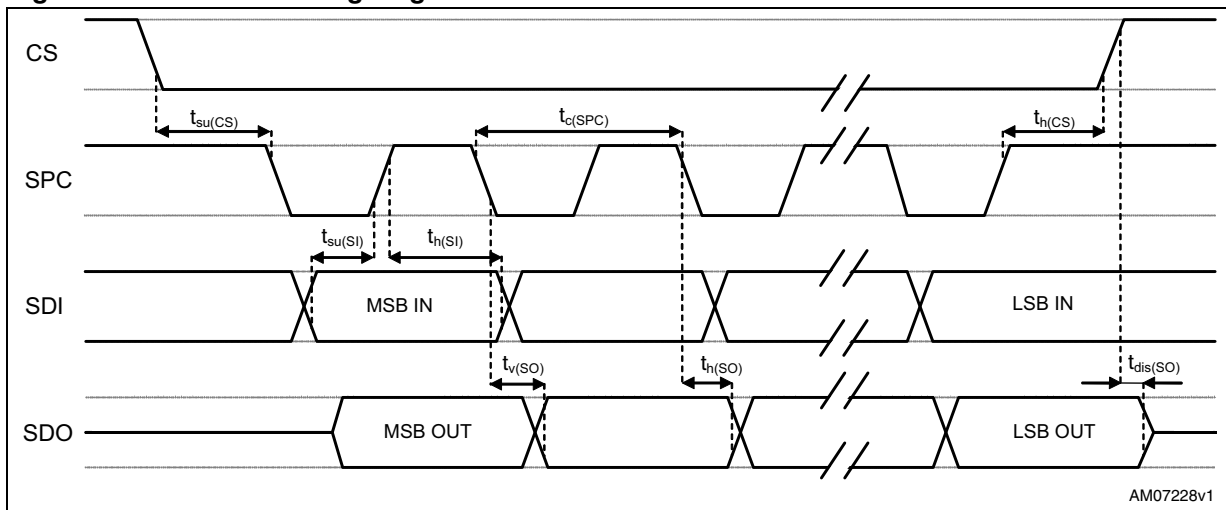 CS
t_su(CS)
t_c(SPC)
t_h(CS)
SPC
t_su(SI)
t_h(SI)
SDI
MSB IN
LSB IN
t_v(SO)
t_h(SO)
t_dis(SO)
SDO
MSB OUT
LSB OUT
AM07228v1